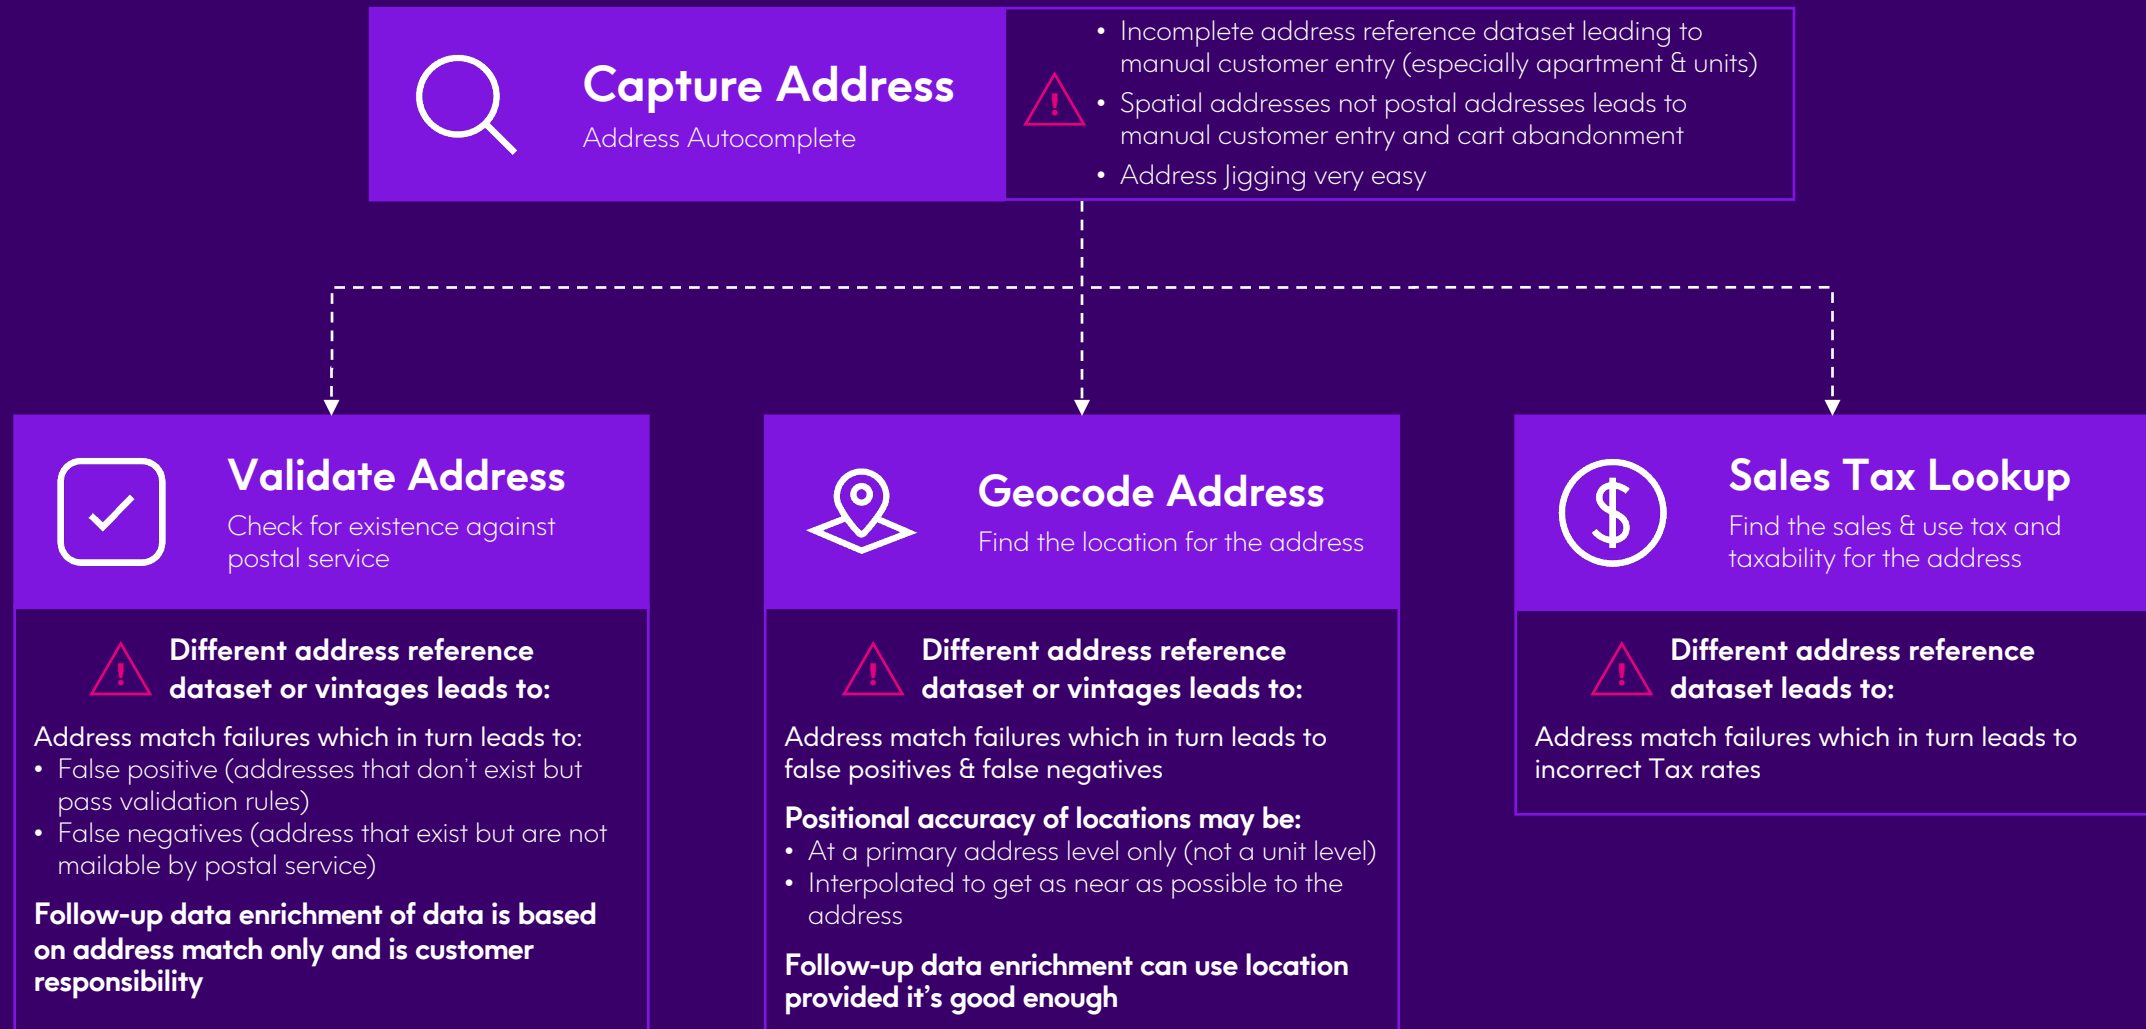 Capture Address
Address Autocomplete
• Incomplete address reference dataset leading to
manual customer entry (especially apartment & units)
• Spatial addresses not postal addresses leads to
manual customer entry and cart abandonment
• Address Jigging very easy
Validate Address
Check for existence against
postal service
Different address reference
dataset or vintages leads to:
Address match failures which in turn leads to:
• False positive (addresses that don't exist but
pass validation rules)
• False negatives (address that exist but are not
mailable by postal service)
Follow-up data enrichment of data is based
on address match only and is customer
responsibility
Geocode Address
Find the location for the address
Different address reference
dataset or vintages leads to:
Address match failures which in turn leads to
false positives & false negatives
Positional accuracy of locations may be:
• At a primary address level only (not a unit level)
• Interpolated to get as near as possible to the
address
Follow-up data enrichment can use location
provided it's good enough
Sales Tax Lookup
Find the sales & use tax and
taxability for the address
Different address reference
dataset leads to:
Address match failures which in turn leads to
incorrect Tax rates